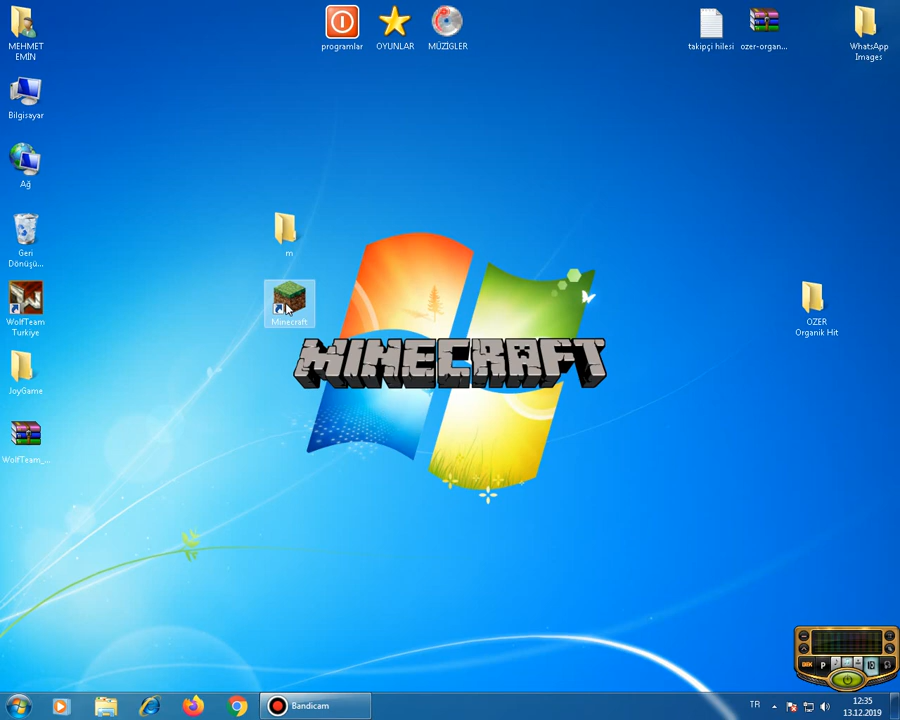 MEHMET
EMİN
programlar
OYUNLAR
MÜZİGLER
takipçi hilesi
ozer-organ...
WhatsApp
Images
Bilgisayar
Ağ
Geri
Dönüşü...
m
WolfTeam
Turkiye
Minecraft
OZER
Organik Hit
MINECRAFT
JoyGame
WolfTeam_...
Bandicam
TR
12:35
13.12.2019